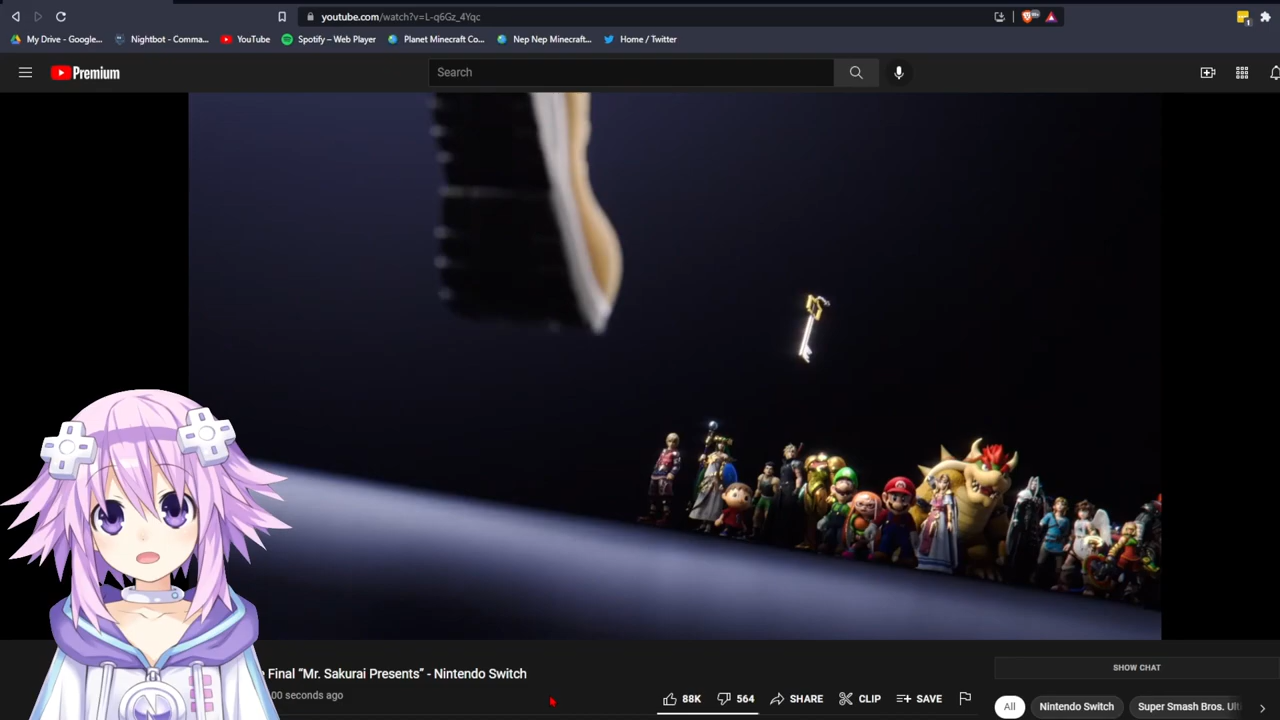 youtube.com/watch?v=L-q6Gz_4Yqc
My Drive - Google... Nightbot - Comma... YouTube Spotify – Web Player Planet Minecraft Co... Nep Nep Minecraft... Home / Twitter
Premium Search
Final “Mr. Sakurai Presents” - Nintendo Switch
00 seconds ago
88K 564 SHARE CLIP SAVE
SHOW CHAT
All Nintendo Switch Super Smash Bros. Ul